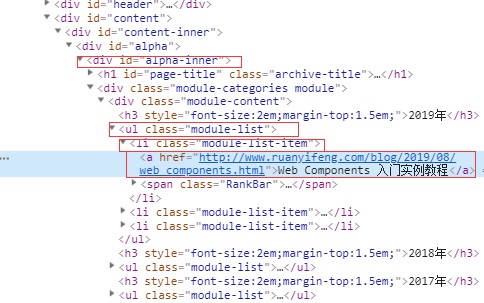 ▶<div id="header">…</div>
▼<div id="content">
▼<div id="content-inner">
▼<div id="alpha">
▼<div id="alpha-inner">
▶<h1 id="page-title" class="archive-title">…</h1>
▼<div class="module-categories module">
▼<div class="module-content">
<h3 style="font-size:2em;margin-top:1.5em;">2019年</h3>
▼<ul class="module-list">
▼<li class="module-list-item">
… <a href="http://www.ruanyifeng.com/blog/2019/08/
web_components.html">Web Components 入门实例教程</a>
▶<span class="RankBar">…</span>
</li>
▶<li class="module-list-item">…</li>
▶<li class="module-list-item">…</li>
</ul>
<h3 style="font-size:2em;margin-top:1.5em;">2018年</h3>
▶<ul class="module-list">…</ul>
<h3 style="font-size:2em;margin-top:1.5em;">2017年</h3>
▶<ul class="module-list">…</ul>